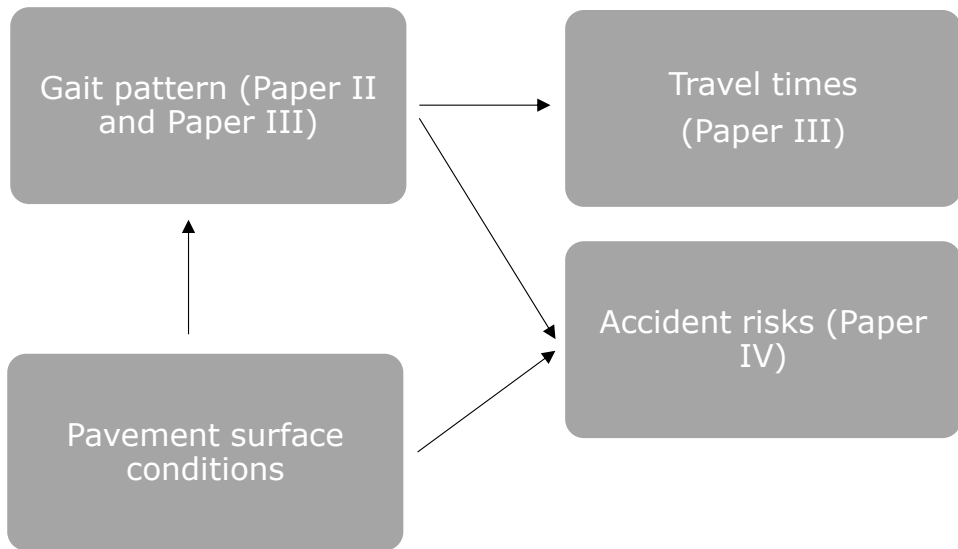 Gait pattern (Paper II
and Paper III)
Travel times
(Paper III)
Accident risks (Paper
IV)
Pavement surface
conditions